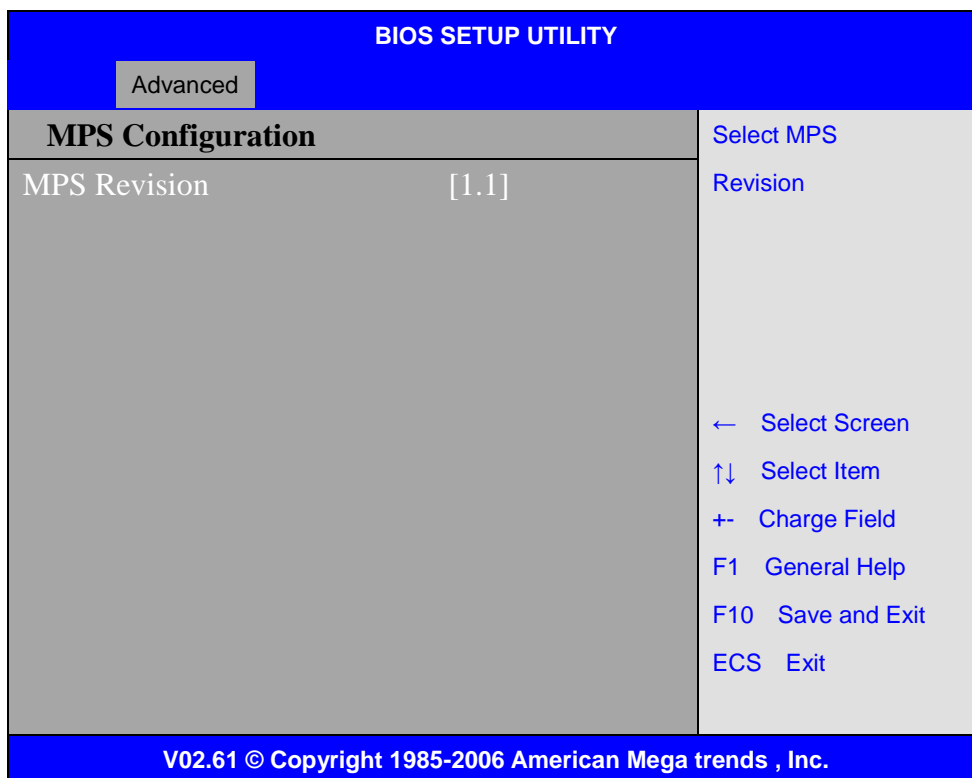 BIOS SETUP UTILITY
Advanced
MPS Configuration
MPS Revision [1.1]
Select MPS
Revision
← Select Screen
↑↓ Select Item
+- Charge Field
F1 General Help
F10 Save and Exit
ECS Exit
V02.61 © Copyright 1985-2006 American Mega trends , Inc.